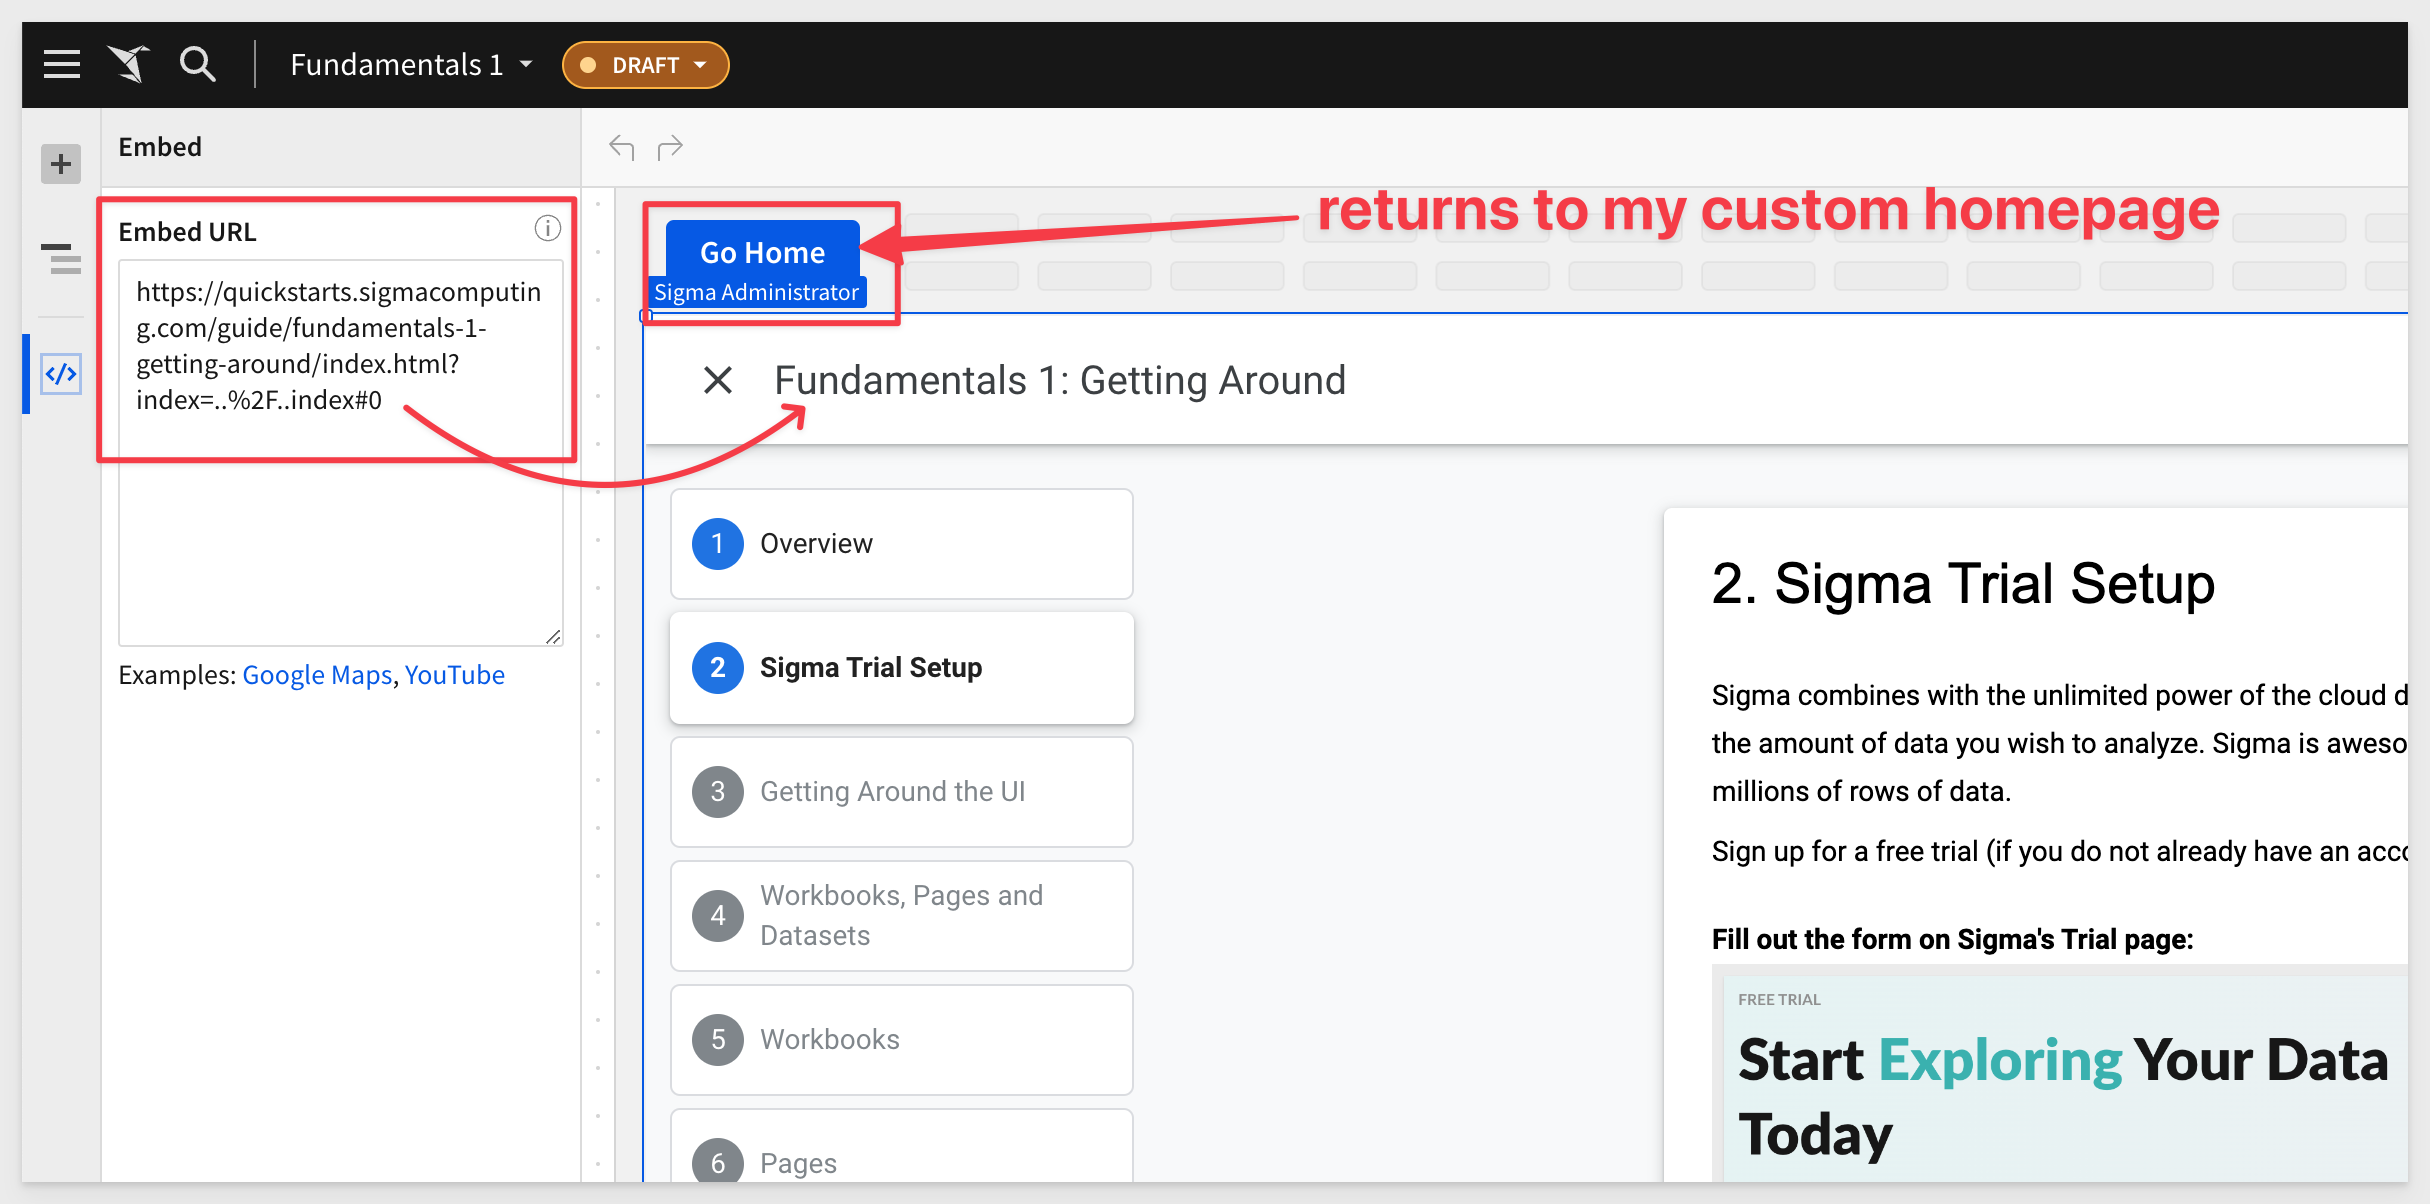 Fundamentals 1
DRAFT
Embed
Embed URL
https://quickstarts.sigmacomputin
g.com/guide/fundamentals-1-
getting-around/index.html?
index=..%2F..index#0
Examples: Google Maps, YouTube
Go Home
Sigma Administrator
returns to my custom homepage
Fundamentals 1: Getting Around
1 Overview
2 Sigma Trial Setup
3 Getting Around the UI
4 Workbooks, Pages and
Datasets
5 Workbooks
6 Pages
2. Sigma Trial Setup
Sigma combines with the unlimited power of the cloud d
the amount of data you wish to analyze. Sigma is aweso
millions of rows of data.
Sign up for a free trial (if you do not already have an acc
Fill out the form on Sigma's Trial page:
FREE TRIAL
Start Exploring Your Data
Today